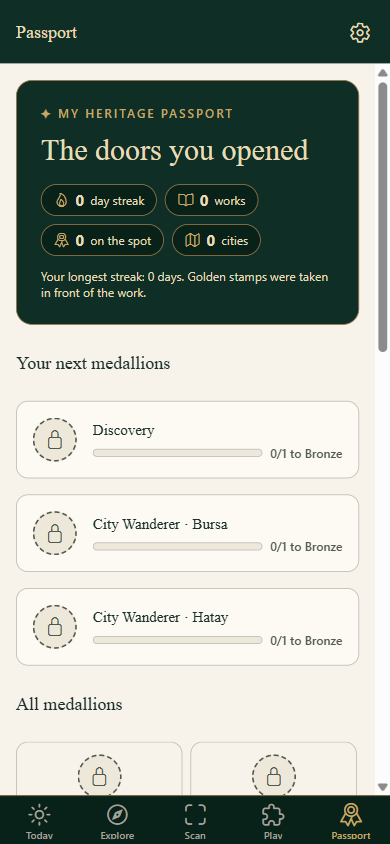 Passport
MY HERITAGE PASSPORT
The doors you opened
0 day streak
0 works
0 on the spot
0 cities
Your longest streak: 0 days. Golden stamps were taken
in front of the work.
Your next medallions
Discovery
0/1 to Bronze
City Wanderer · Bursa
0/1 to Bronze
City Wanderer · Hatay
0/1 to Bronze
All medallions
Today
Explore
Scan
Play
Passport